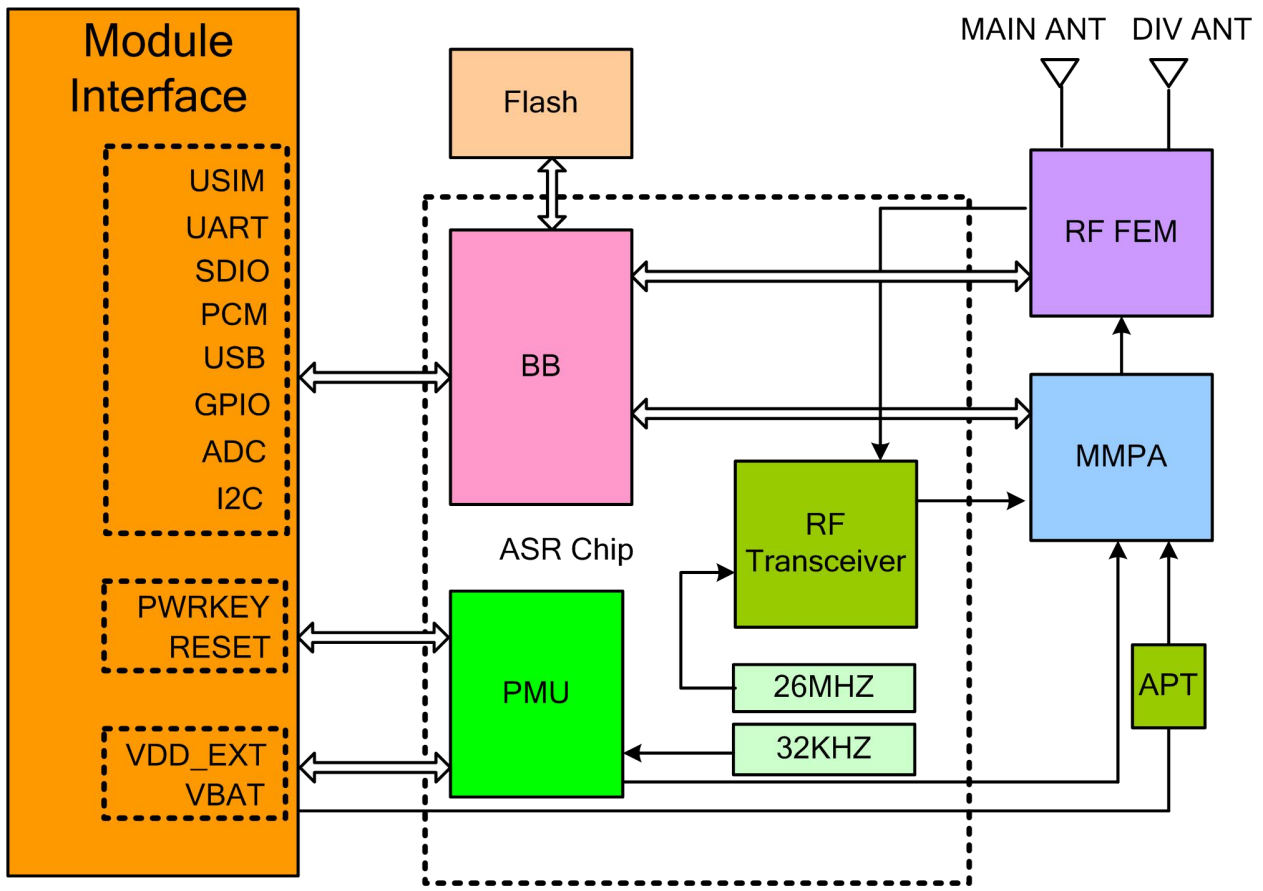 Module
Interface
USIM
UART
SDIO
PCM
USB
GPIO
ADC
I2C
PWRKEY
RESET
VDD_EXT
VBAT
Flash
BB
ASR Chip
PMU
RF
Transceiver
26MHZ
32KHZ
MAIN ANT
DIV ANT
RF FEM
MMPA
APT